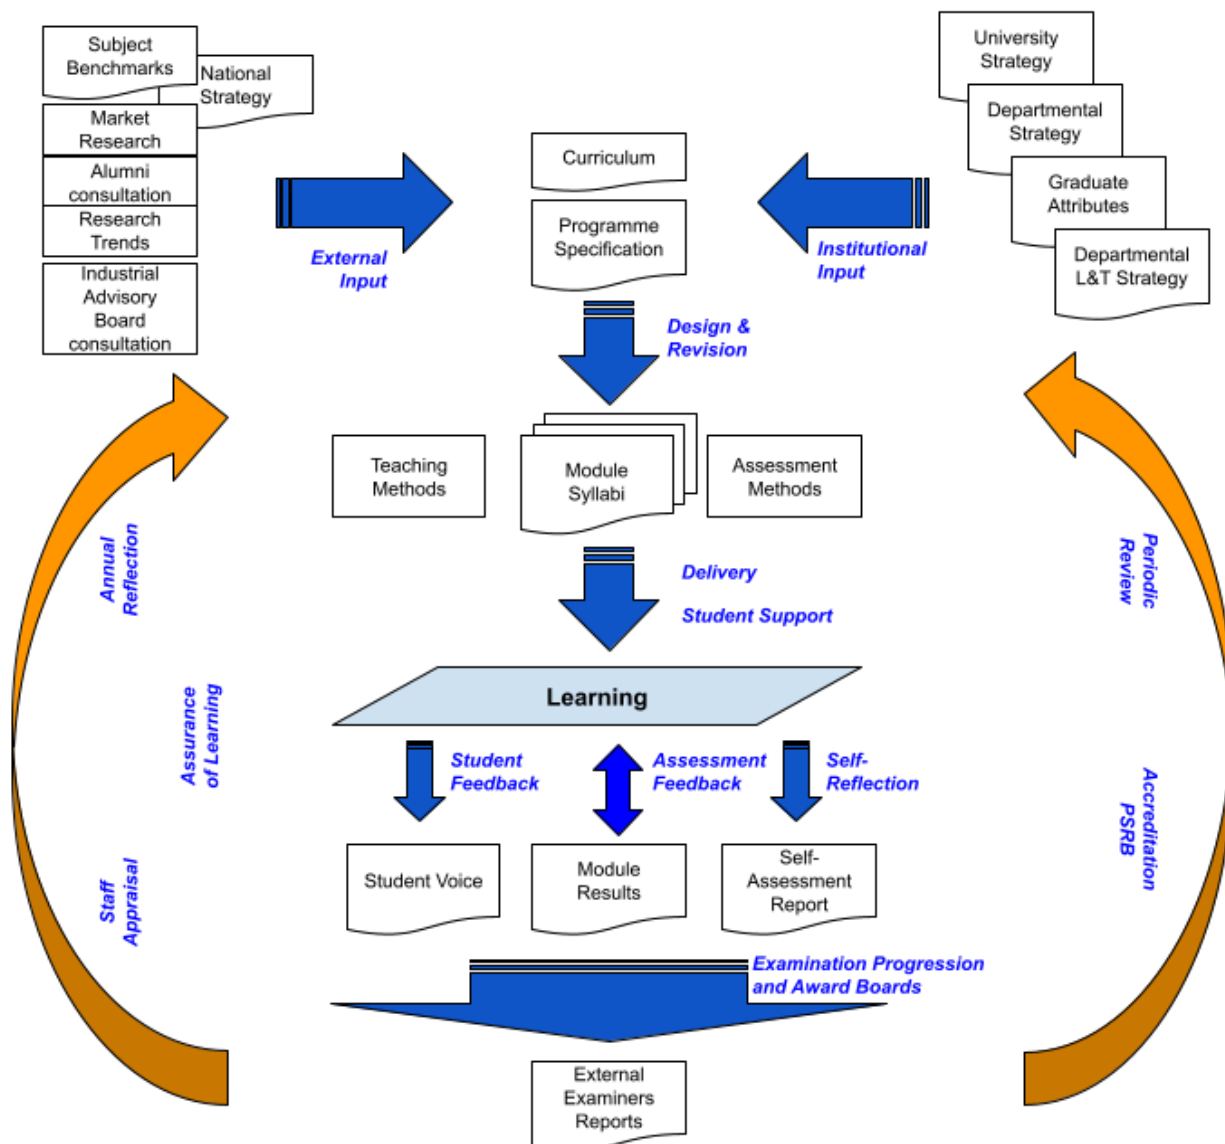 Subject
Benchmarks
National
Strategy
Market
Research
Alumni
consultation
Research
Trends
Industrial
Advisory
Board
consultation
External
Input
Curriculum
Programme
Specification
Institutional
Input
University
Strategy
Departmental
Strategy
Graduate
Attributes
Departmental
L&T Strategy
Design &
Revision
Teaching
Methods
Module
Syllabi
Assessment
Methods
Delivery
Student Support
Learning
Student
Feedback
Assessment
Feedback
Self-
Reflection
Student Voice
Module
Results
Self-
Assessment
Report
Examination Progression
and Award Boards
External
Examiners
Reports
Annual
Reflection
Assurance
of Learning
Staff
Appraisal
Periodic
Review
Accreditation
PSRB